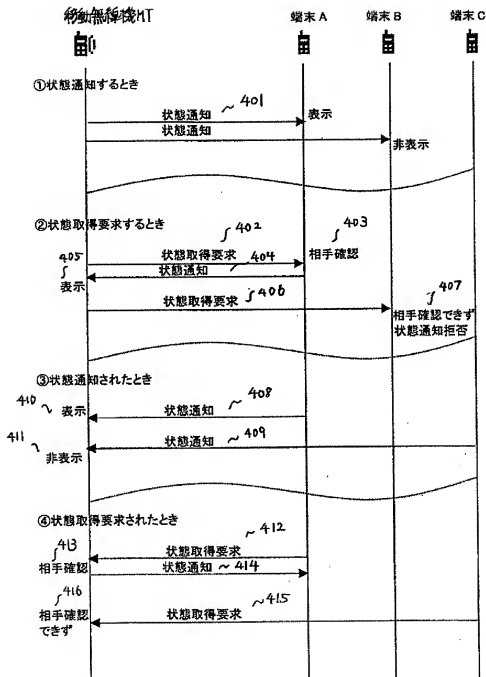 移動無線機MT 端末A 端末B 端末C
①状態通知するとき
状態通知 ~401 表示
状態通知 非表示
②状態取得要求するとき
402 403
405 状態取得要求 相手確認
状態通知 404
表示
状態取得要求 406 407
相手確認できず
状態通知拒否
③状態通知されたとき
410 表示 状態通知 ~408
411 非表示 状態通知 ~409
④状態取得要求されたとき
~412
413 状態取得要求
相手確認 状態通知 ~414
416 ~415
相手確認 状態取得要求
できず